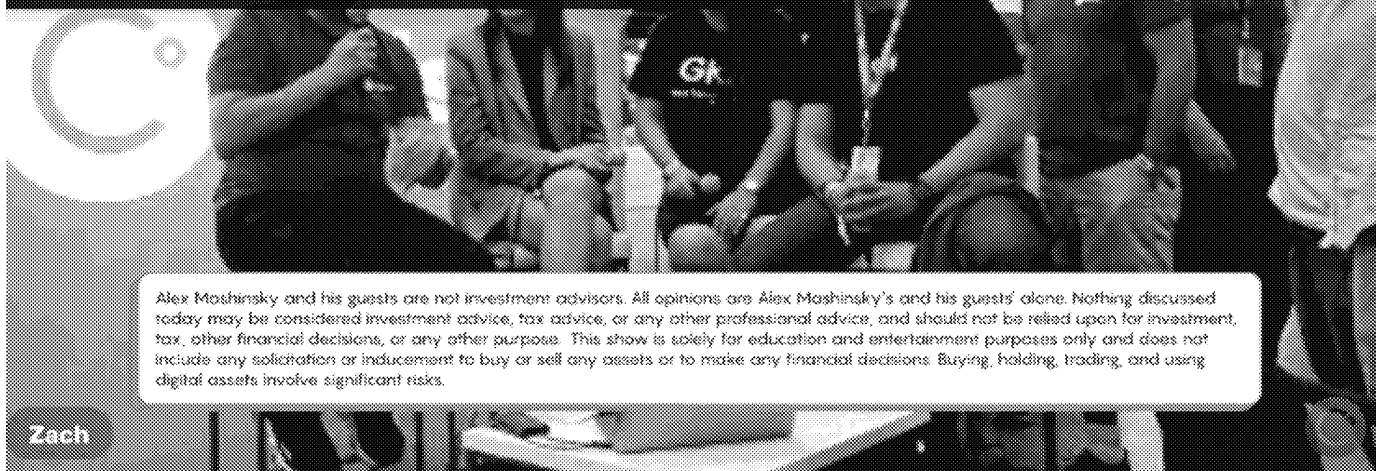 Alex Mashinsky and his guests are not investment advisors. All opinions are Alex Mashinsky's and his guests' alone. Nothing discussed
today may be considered investment advice, tax advice, or any other professional advice, and should not be relied upon for investment,
tax, other financial decisions, or any other purpose. This show is solely for education and entertainment purposes only and does not
include any solicitation or inducement to buy or sell any assets or to make any financial decisions. Buying, holding, trading, and using
digital assets involve significant risks.
Zach